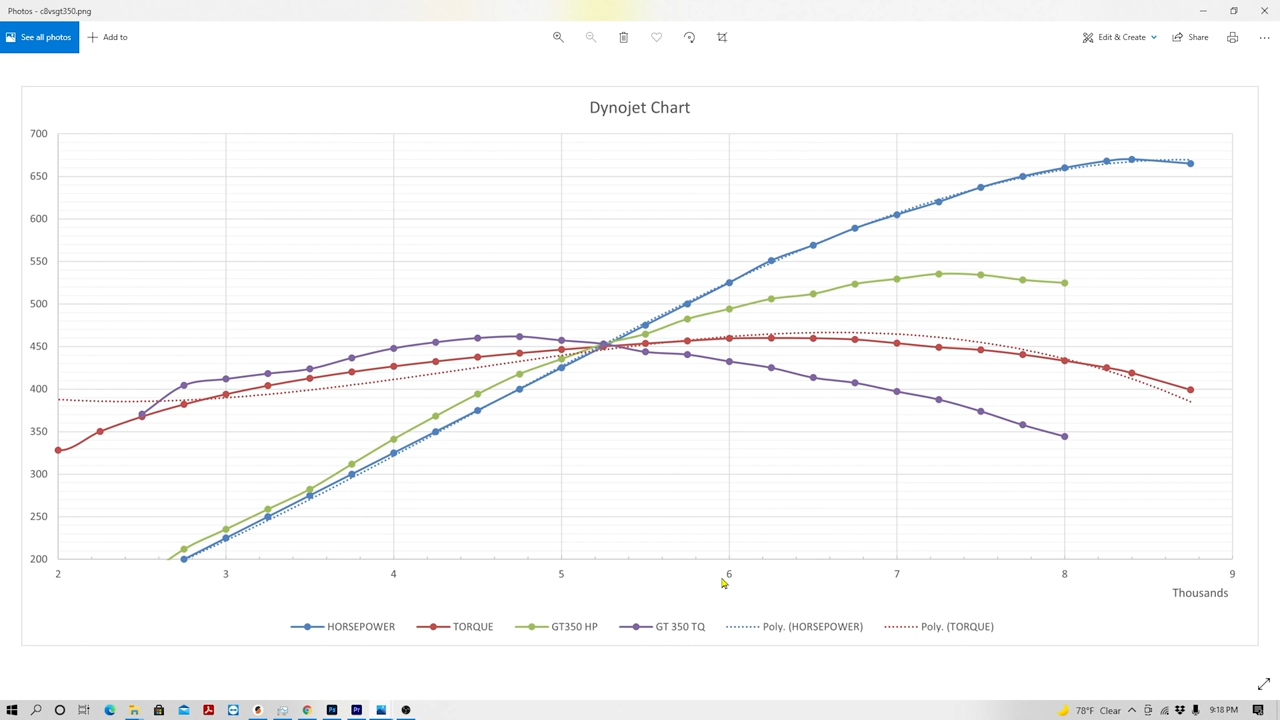 Photos - c8vsgt350.png
See all photos
Add to
Edit & Create
Share
Dynojet Chart
700
650
600
550
500
450
400
350
300
250
200
2 3 4 5 6 7 8 9
Thousands
HORSEPOWER TORQUE GT350 HP GT 350 TQ Poly. (HORSEPOWER) Poly. (TORQUE)
78°F Clear 9:18 PM